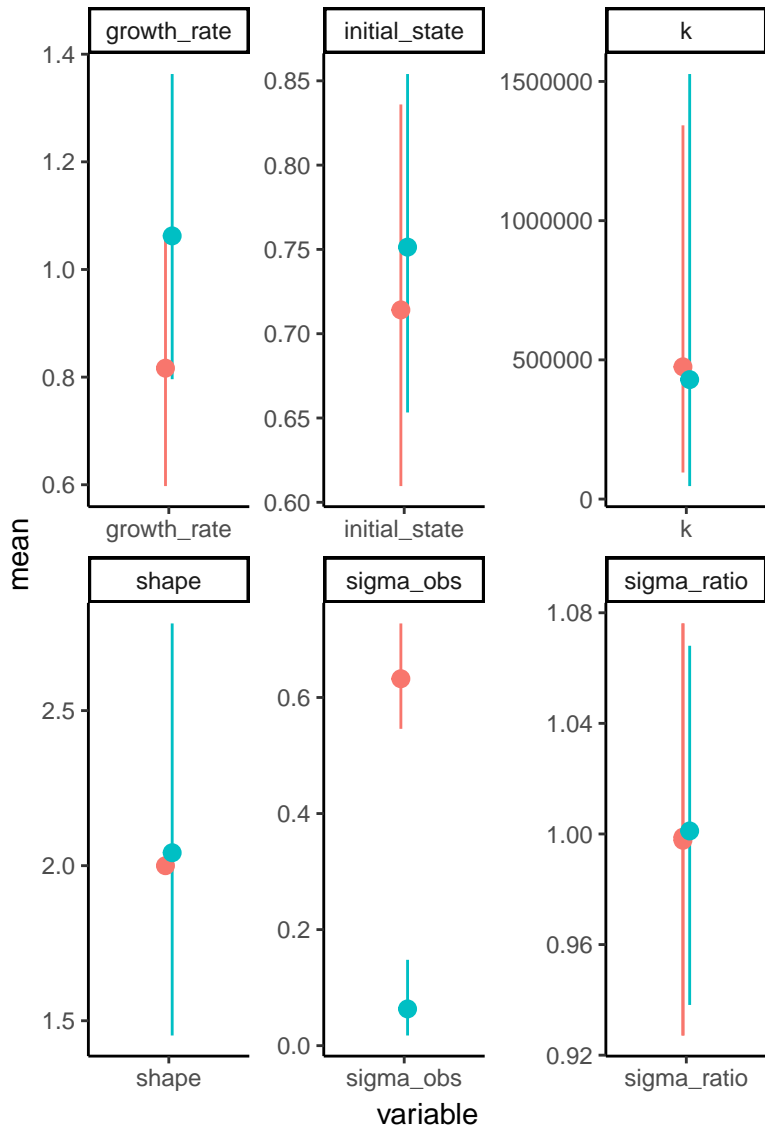 growth_rate
initial_state
k
1.4
1.2
1.0
0.8
0.6
0.85
0.80
0.75
0.70
0.65
0.60
1500000
1000000
500000
0
growth_rate
initial_state
k
mean
shape
sigma_obs
sigma_ratio
2.5
2.0
1.5
0.6
0.4
0.2
0.0
1.08
1.04
1.00
0.96
0.92
shape
sigma_obs
sigma_ratio
variable